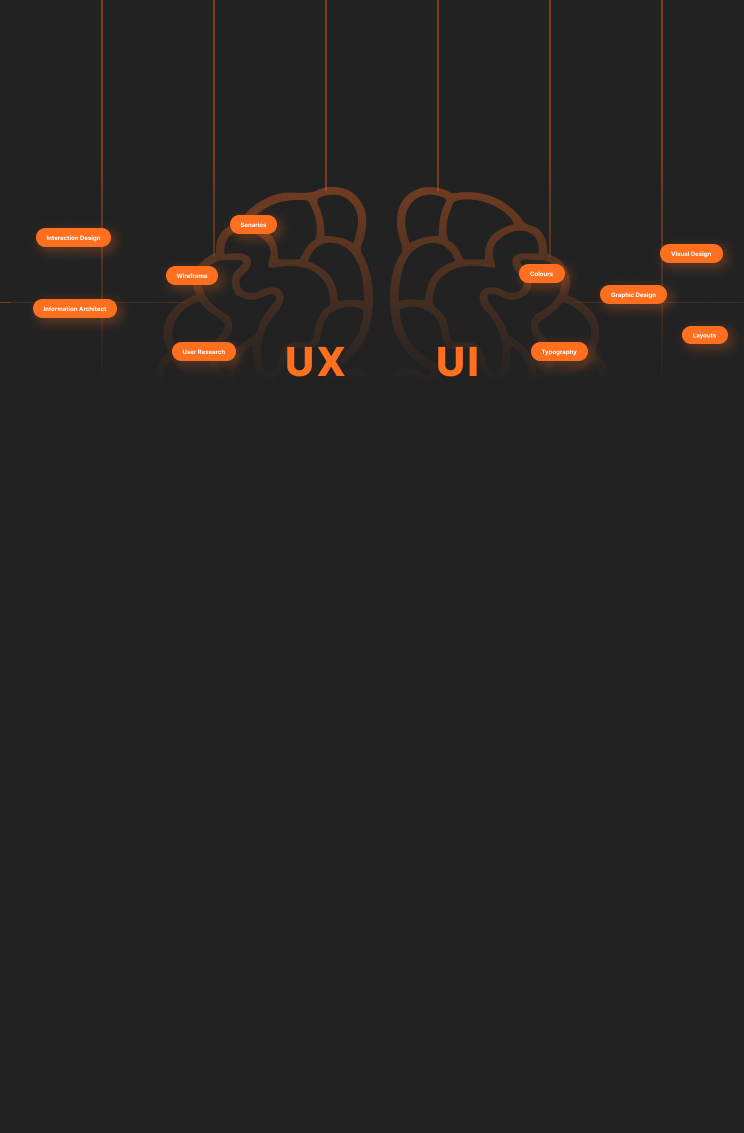 Senarios
Interaction Design
Visual Design
Wireframe
Colours
Graphic Design
Information Architect
Layouts
User Research
Typography
UX
UI